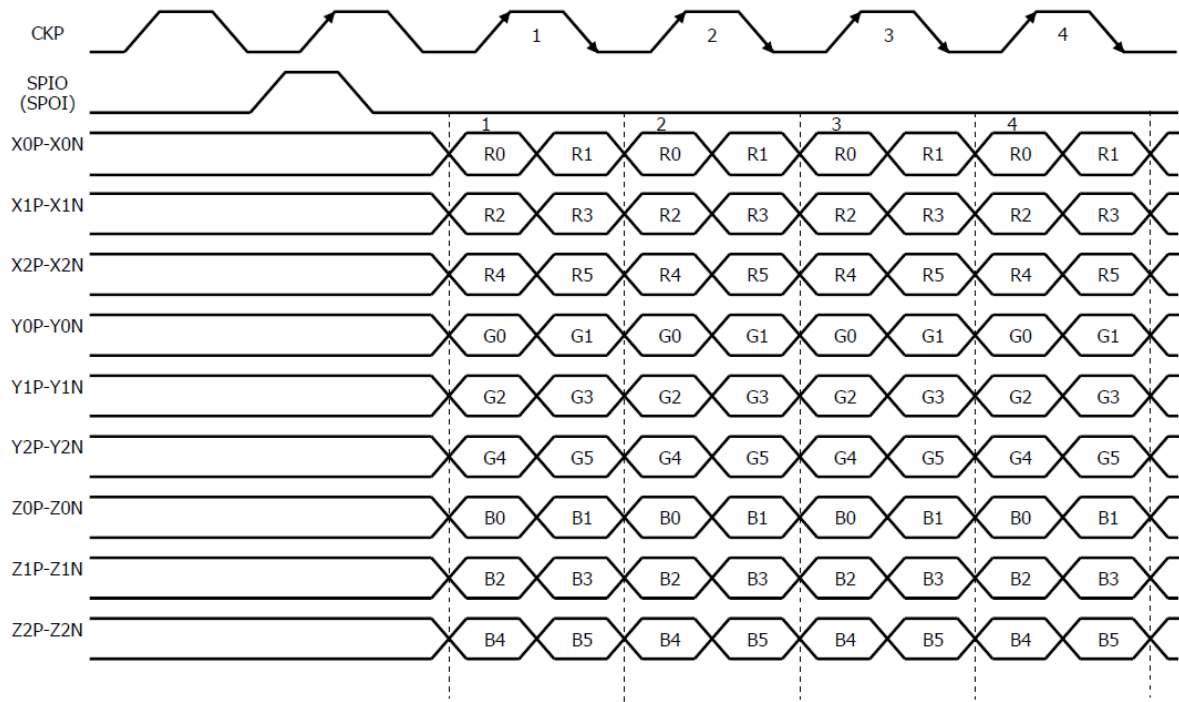 CKP 1 2 3 4
SPIO
(SPOI)
1 2 3 4
X0P-X0N R0 R1 R0 R1 R0 R1 R0 R1
X1P-X1N R2 R3 R2 R3 R2 R3 R2 R3
X2P-X2N R4 R5 R4 R5 R4 R5 R4 R5
Y0P-Y0N G0 G1 G0 G1 G0 G1 G0 G1
Y1P-Y1N G2 G3 G2 G3 G2 G3 G2 G3
Y2P-Y2N G4 G5 G4 G5 G4 G5 G4 G5
Z0P-Z0N B0 B1 B0 B1 B0 B1 B0 B1
Z1P-Z1N B2 B3 B2 B3 B2 B3 B2 B3
Z2P-Z2N B4 B5 B4 B5 B4 B5 B4 B5